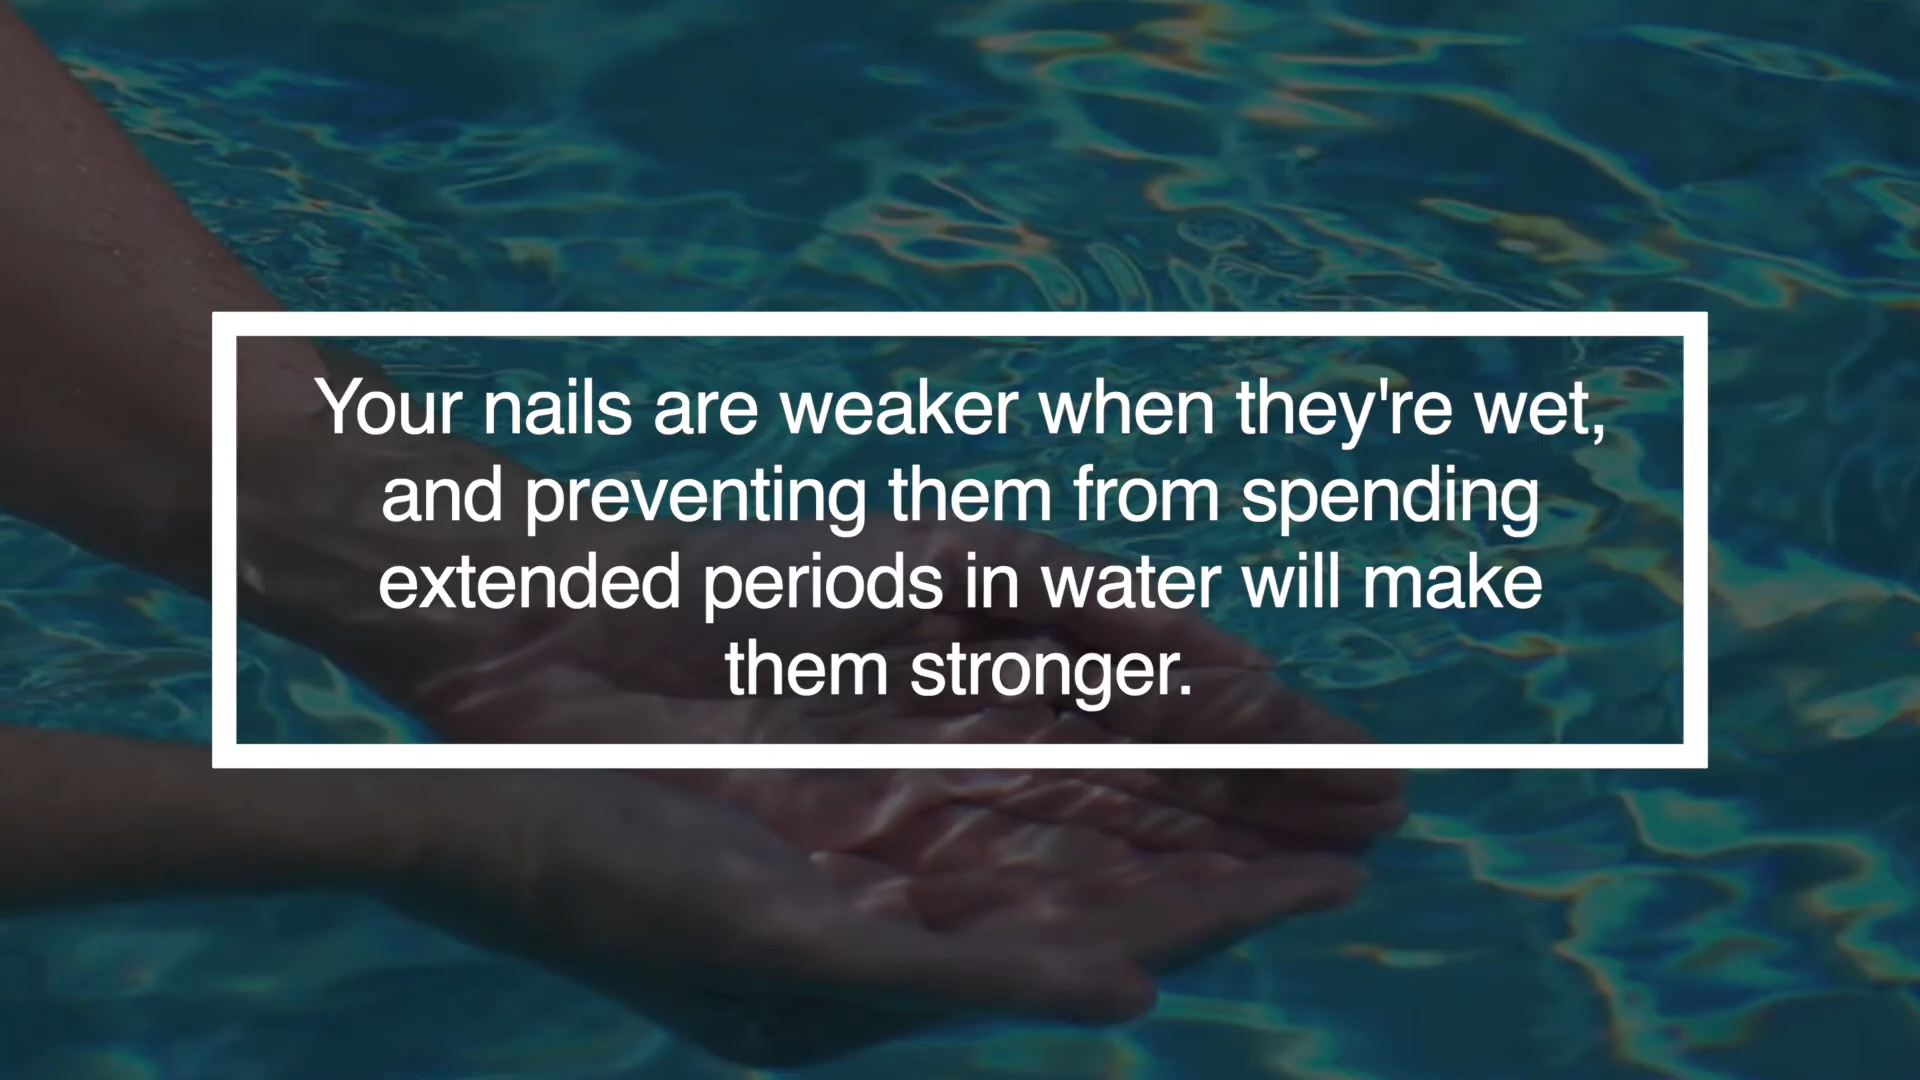 Your nails are weaker when they're wet,
and preventing them from spending
extended periods in water will make
them stronger.